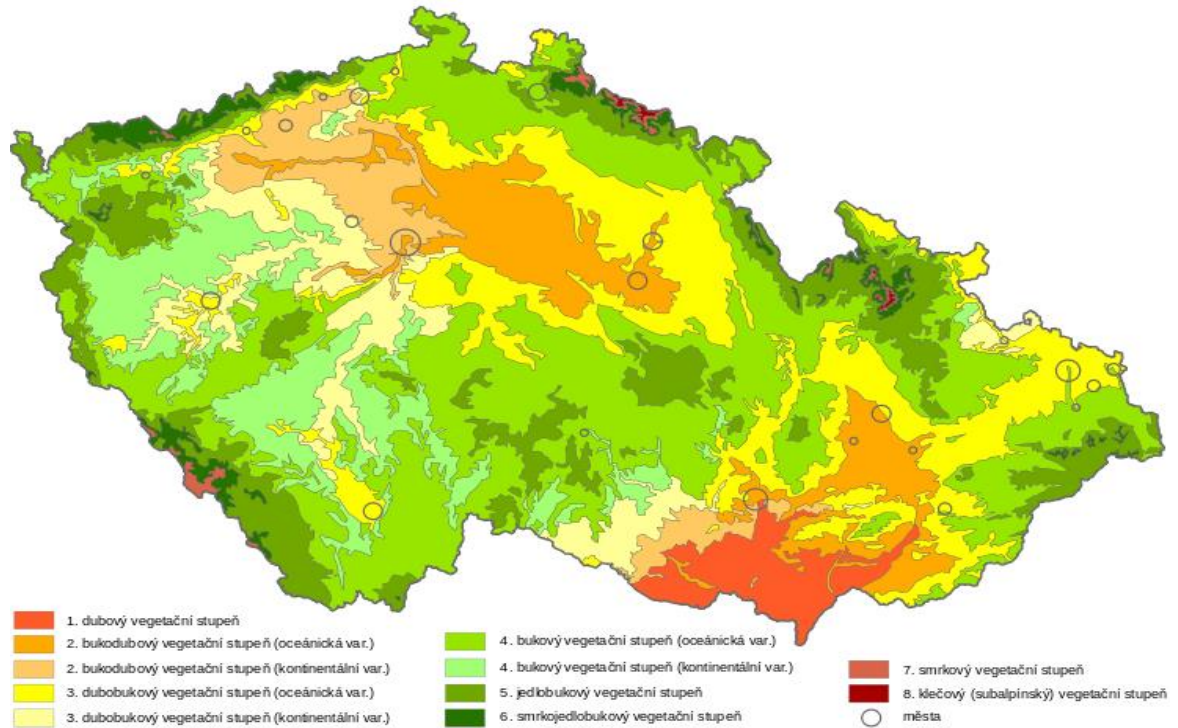 1. dubový vegetační stupeň
2. bukodubový vegetační stupeň (oceánická var.)
2. bukodubový vegetační stupeň (kontinentální var.)
3. dubobukový vegetační stupeň (oceánická var.)
3. dubobukový vegetační stupeň (kontinentální var.)
4. bukový vegetační stupeň (oceánická var.)
4. bukový vegetační stupeň (kontinentální var.)
5. jedlobukový vegetační stupeň
6. smrkojedlobukový vegetační stupeň
7. smrkový vegetační stupeň
8. klečový (subalpínský) vegetační stupeň
města